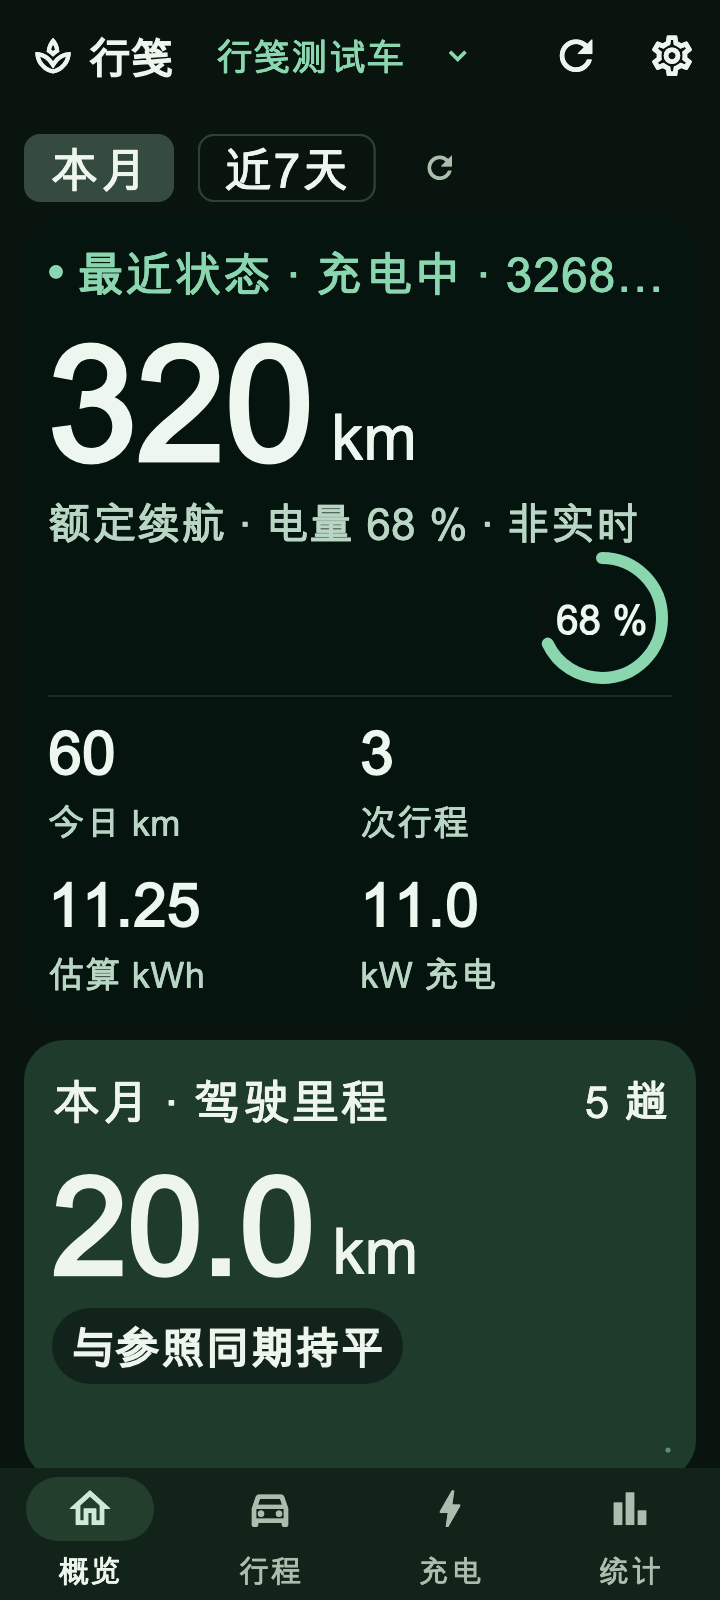 行笺 行笺测试车
本月 近7天
• 最近状态 · 充电中 · 3268...
320 km
额定续航 · 电量 68 % · 非实时
68 %
60 3
今日 km 次行程
11.25 11.0
估算 kWh kW 充电
本月 · 驾驶里程 5 趟
20.0 km
与参照同期持平
概览 行程 充电 统计